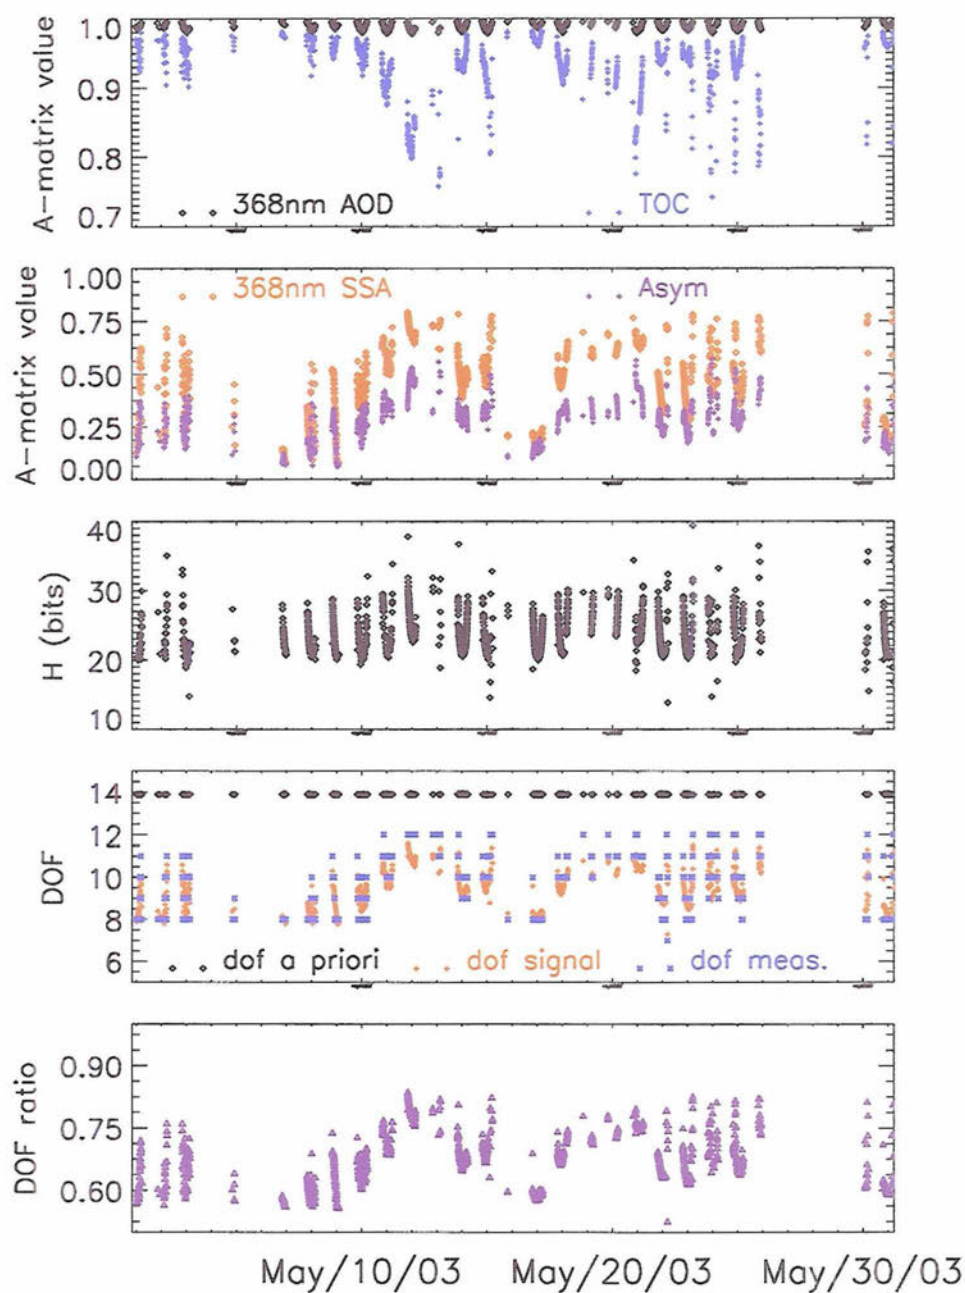 A-matrix value
1.0
0.9
0.8
0.7
368nm AOD
TOC
A-matrix value
1.00
0.75
0.50
0.25
0.00
368nm SSA
Asym
H (bits)
40
30
20
10
DOF
14
12
10
8
6
dof a priori
dof signal
dof meas.
DOF ratio
0.90
0.75
0.60
May/10/03
May/20/03
May/30/03